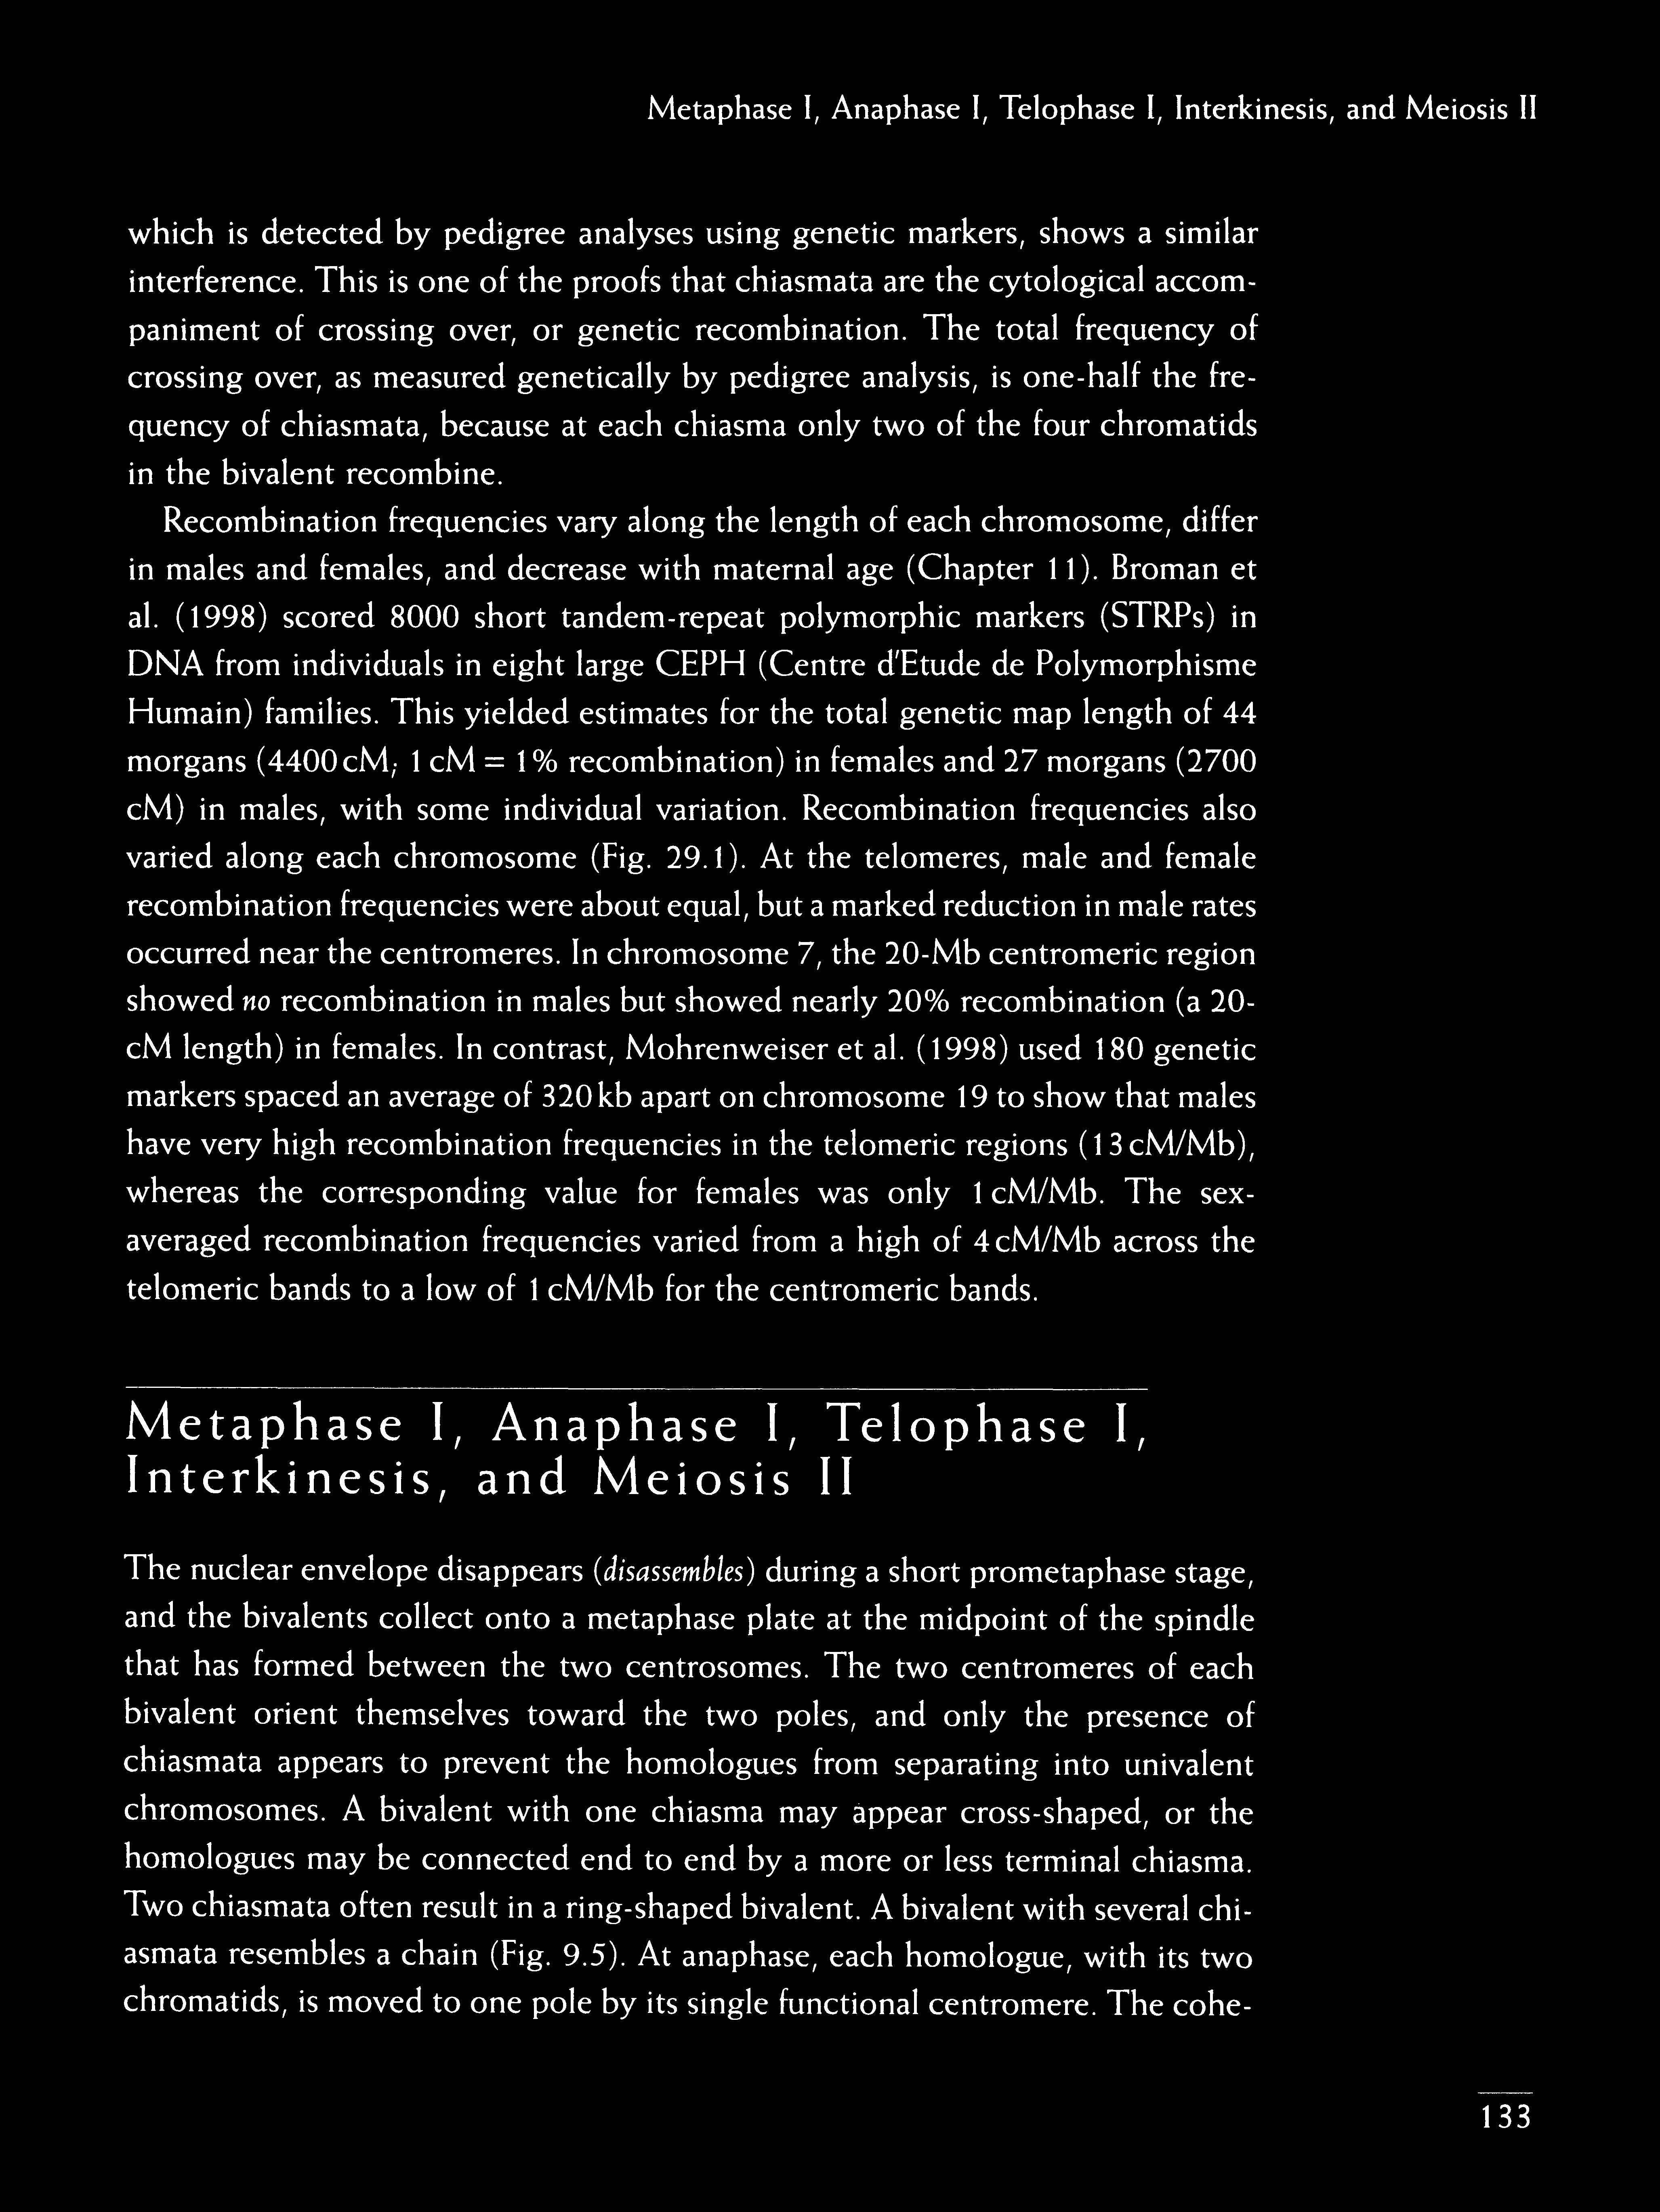 Metaphase I, Anaphase I, Telophase I, Interkinesis, and Meiosis II
which is detected by pedigree analyses using genetic markers, shows a similar
interference. This is one of the proofs that chiasmata are the cytological accom-
paniment of crossing over, or genetic recombination. The total frequency of
crossing over, as measured genetically by pedigree analysis, is one-half the fre-
quency of chiasmata, because at each chiasma only two of the four chromatids
in the bivalent recombine.
Recombination frequencies vary along the length of each chromosome, differ
in males and females, and decrease with maternal age (Chapter 11). Broman et
al. (1998) scored 8000 short tandem-repeat polymorphic markers (STRPs) in
DNA from individuals in eight large CEPH (Centre d'Etude de Polymorphisme
Humain) families. This yielded estimates for the total genetic map length of 44
morgans (4400 cM; 1 cM = 1% recombination) in females and 27 morgans (2700
cM) in males, with some individual variation. Recombination frequencies also
varied along each chromosome (Fig. 29.1). At the telomeres, male and female
recombination frequencies were about equal, but a marked reduction in male rates
occurred near the centromeres. In chromosome 7, the 20-Mb centromeric region
showed no recombination in males but showed nearly 20% recombination (a 20-
cM length) in females. In contrast, Mohrenweiser et al. (1998) used 180 genetic
markers spaced an average of 320 kb apart on chromosome 19 to show that males
have very high recombination frequencies in the telomeric regions (13 cM/Mb),
whereas the corresponding value for females was only 1 cM/Mb. The sex-
averaged recombination frequencies varied from a high of 4 cM/Mb across the
telomeric bands to a low of 1 cM/Mb for the centromeric bands.
Metaphase I, Anaphase I, Telophase I,
Interkinesis, and Meiosis II
The nuclear envelope disappears (disassembles) during a short prometaphase stage,
and the bivalents collect onto a metaphase plate at the midpoint of the spindle
that has formed between the two centrosomes. The two centromeres of each
bivalent orient themselves toward the two poles, and only the presence of
chiasmata appears to prevent the homologues from separating into univalent
chromosomes. A bivalent with one chiasma may appear cross-shaped, or the
homologues may be connected end to end by a more or less terminal chiasma.
Two chiasmata often result in a ring-shaped bivalent. A bivalent with several chi-
asmata resembles a chain (Fig. 9.5). At anaphase, each homologue, with its two
chromatids, is moved to one pole by its single functional centromere. The cohe-
133